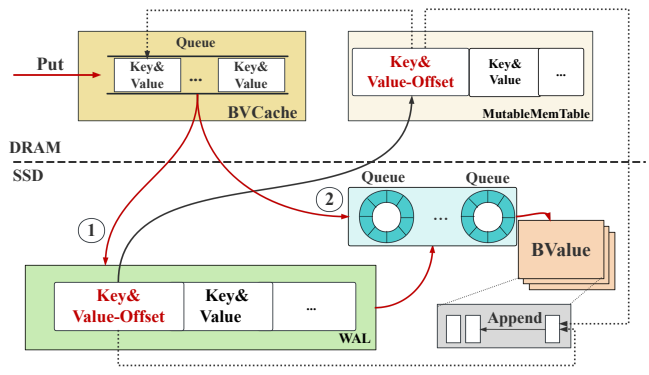 Queue
Put
Key&
Value
...
Key&
Value
BVCache
Key&
Value-Offset
Key&
Value
...
MutableMemTable
DRAM
SSD
Queue
Queue
...
1
2
BValue
Key&
Value-Offset
Key&
Value
...
WAL
Append